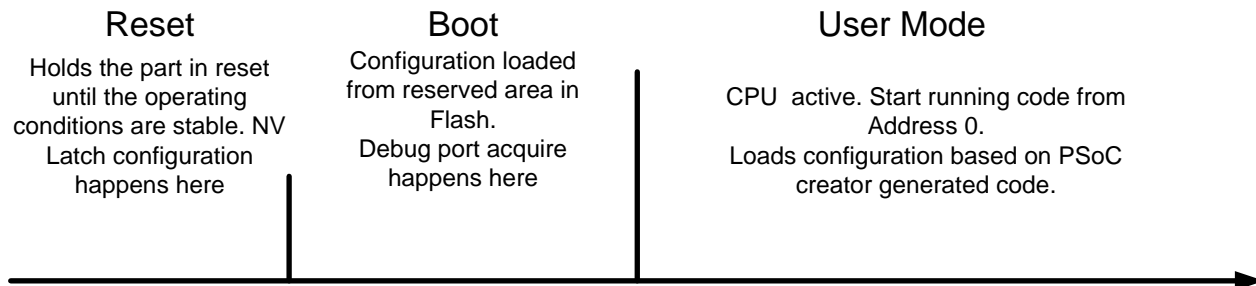 Reset
Holds the part in reset
until the operating
conditions are stable. NV
Latch configuration
happens here
Boot
Configuration loaded
from reserved area in
Flash.
Debug port acquire
happens here
User Mode
CPU active. Start running code from
Address 0.
Loads configuration based on PSoC
creator generated code.